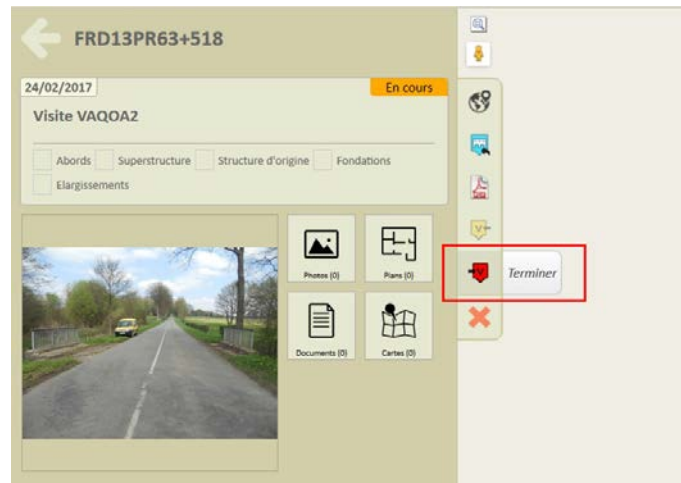 FRD13PR63+518
24/02/2017 En cours
Visite VAQOA2
Abords Superstructure Structure d'origine Fondations
Elargissements
Photos (0) Plans (0)
Terminer
Documents (0) Cartes (0)